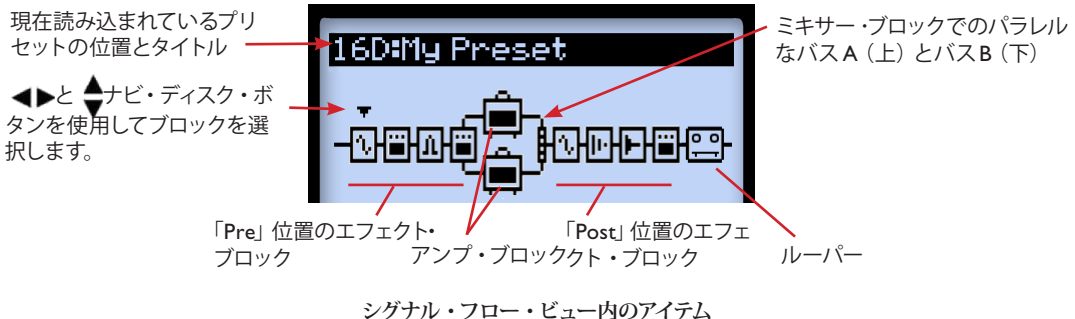 現在読み込まれているプリ
セットの位置とタイトル
16D:My Preset
ミキサー・ブロックでのパラレル
なバス A（上）とバス B（下）
◀▶と ▲▼ナビ・ディスク・ボ
タンを使用してブロックを選
択します。
「Pre」位置のエフェクト・
ブロック
アンプ・ブロック
「Post」位置のエフェ
クト・ブロック
ルーパー
シグナル・フロー・ビュー内のアイテム